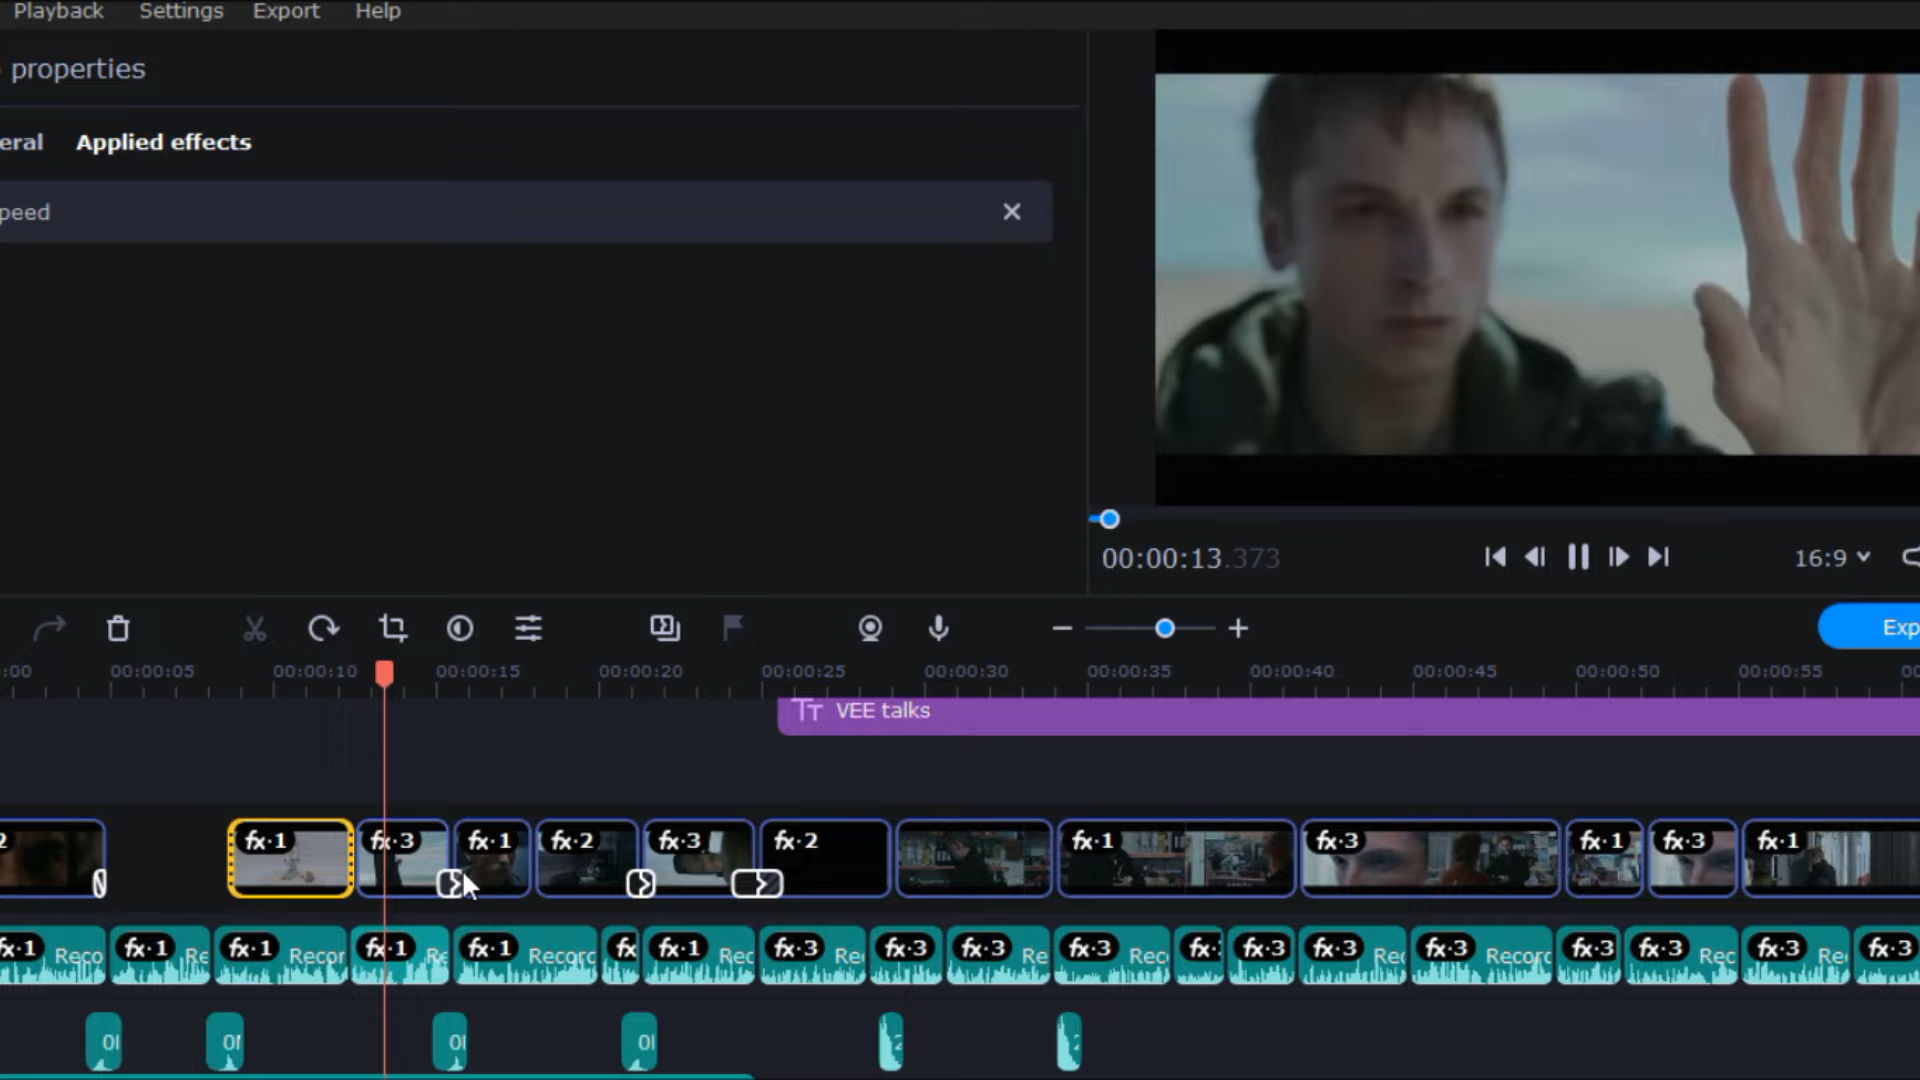 Playback Settings Export Help
properties
eral Applied effects
peed
00:00:13.373
16:9
Exp
:00 00:00:05 00:00:10 00:00:15 00:00:20 00:00:25 00:00:30 00:00:35 00:00:40 00:00:45 00:00:50 00:00:55 00
TT VEE talks
2 fx·1 fx·3 fx·1 fx·2 fx·3 fx·2 fx·1 fx·3 fx·1 fx·3 fx·1
fx·1 Reco fx·1 Re fx·1 Recor fx·1 Re fx·1 Record fx fx·1 Rec fx·3 Re fx·3 fx·3 Re fx·3 Rec fx· fx·3 fx·3 Rec fx·3 Record fx·3 fx·3 Rec fx·3 Re fx·3